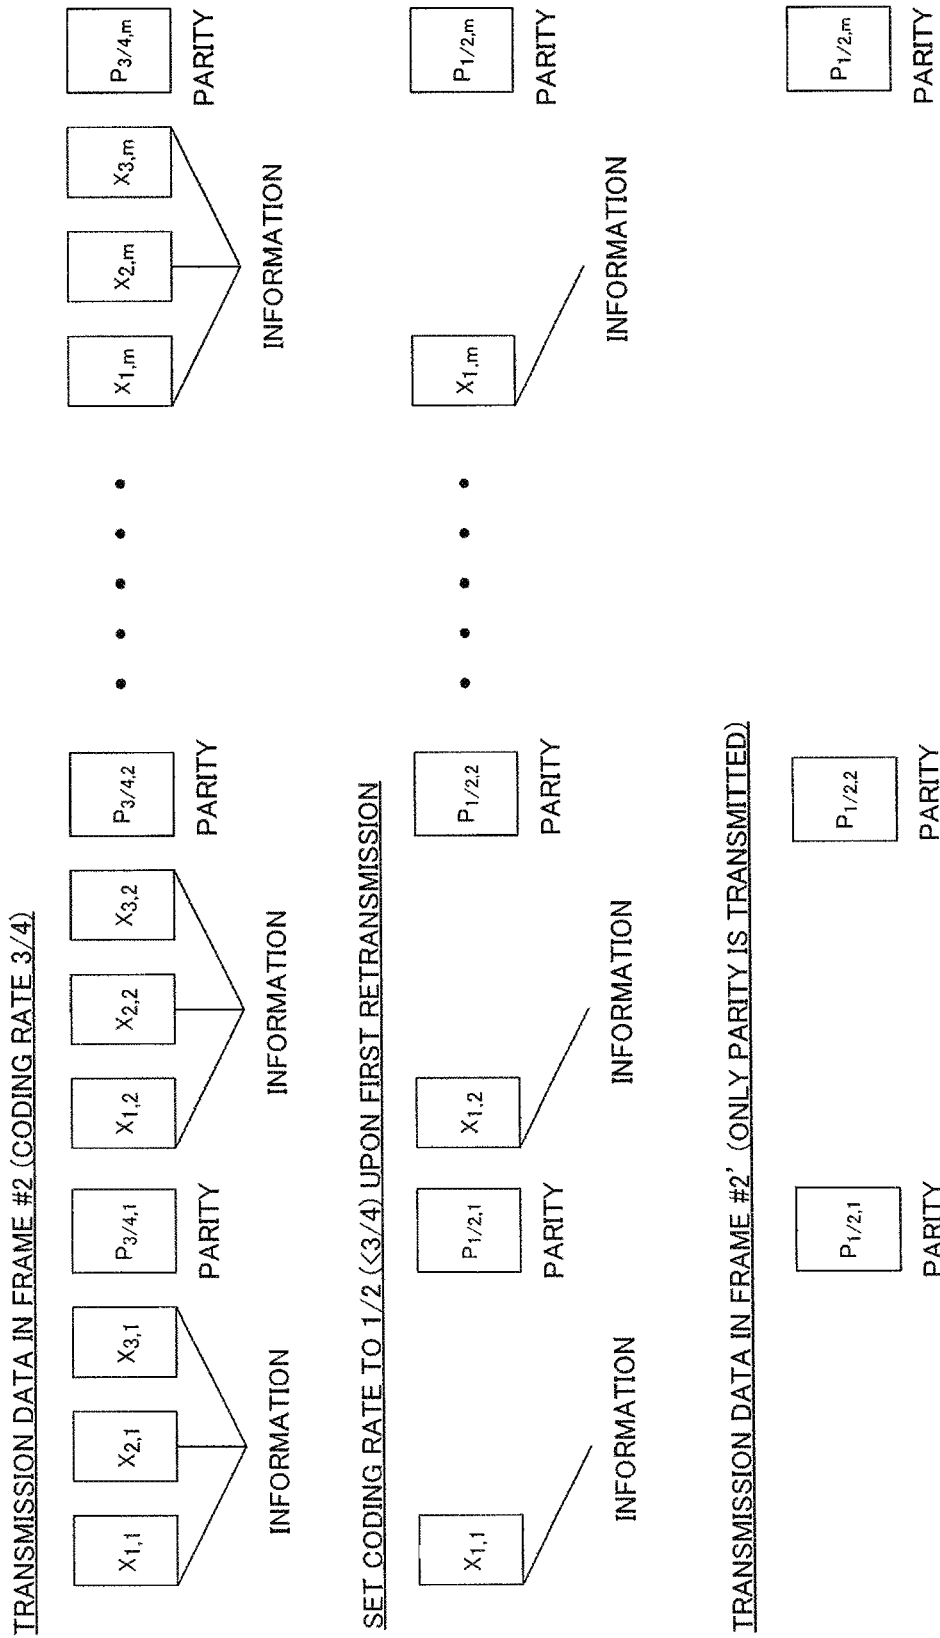 TRANSMISSION DATA IN FRAME #2 (CODING RATE 3/4)
X1,1 X2,1 X3,1 P3/4,1 X1,2 X2,2 X3,2 P3/4,2 • • • • • X1,m X2,m X3,m P3/4,m
PARITY PARITY PARITY
INFORMATION INFORMATION INFORMATION
SET CODING RATE TO 1/2 (<3/4) UPON FIRST RETRANSMISSION
X1,1 P1/2,1 X1,2 P1/2,2 • • • • • X1,m P1/2,m
PARITY PARITY PARITY
INFORMATION INFORMATION INFORMATION
TRANSMISSION DATA IN FRAME #2' (ONLY PARITY IS TRANSMITTED)
P1/2,1 P1/2,2 P1/2,m
PARITY PARITY PARITY